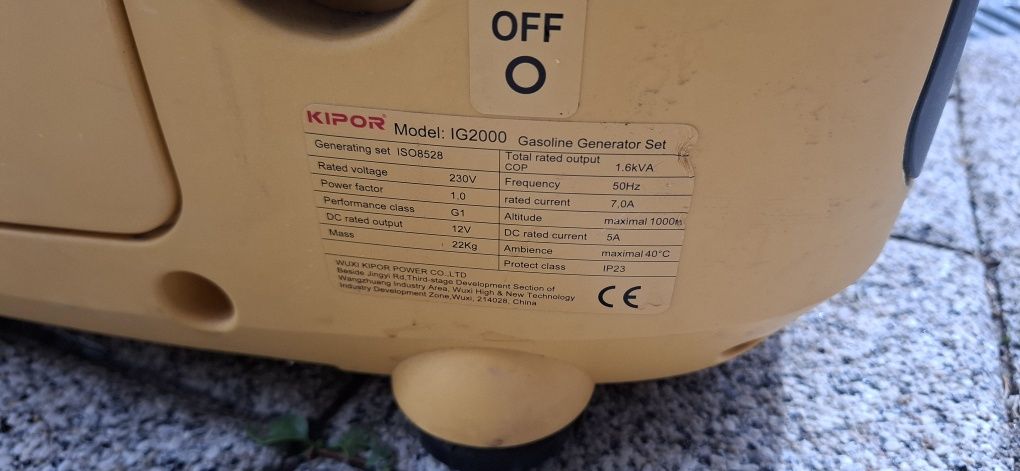 OFF
KIPOR Model: IG2000 Gasoline Generator Set
Generating set ISO8528
Total rated output COP 1.6kVA
Rated voltage 230V
Frequency 50Hz
Power factor 1.0
rated current 7.0A
Performance class G1
Altitude maximal 1000m
DC rated output 12V
DC rated current 5A
Mass 22Kg
Ambience maximal 40°C
Protect class IP23
WUXI KIPOR POWER CO.,LTD
Beside Jingyi Rd,Third-stage Development Section of
Wangzhuang Industry Area, Wuxi High & New Technology
Industry Development Zone,Wuxi, 214028, China
CE